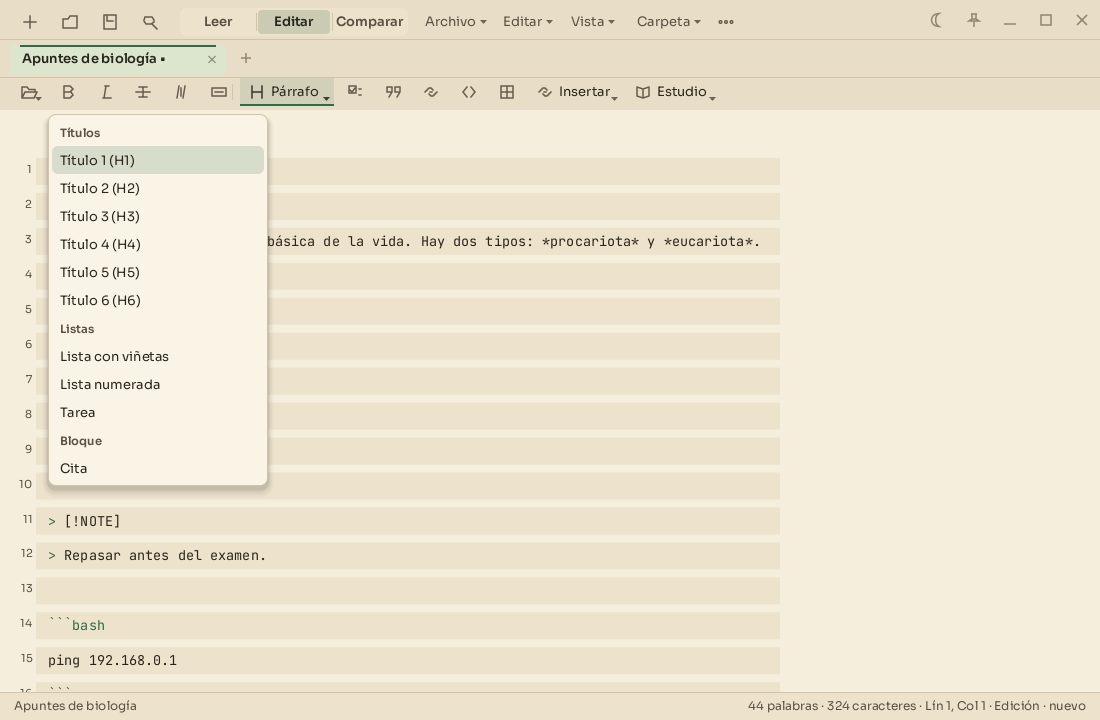 Leer Editar Comparar Archivo Editar Vista Carpeta •••
Apuntes de biología •
Párrafo Insertar Estudio
Títulos
Título 1 (H1)
Título 2 (H2)
Título 3 (H3)
Título 4 (H4)
Título 5 (H5)
Título 6 (H6)
Listas
Lista con viñetas
Lista numerada
Tarea
Bloque
Cita
1
2
3 básica de la vida. Hay dos tipos: *procariota* y *eucariota*.
4
5
6
7
8
9
10
11 > [!NOTE]
12 > Repasar antes del examen.
13
14 ```bash
15 ping 192.168.0.1
16 ```
Apuntes de biología 44 palabras · 324 caracteres · Lín 1, Col 1 · Edición · nuevo